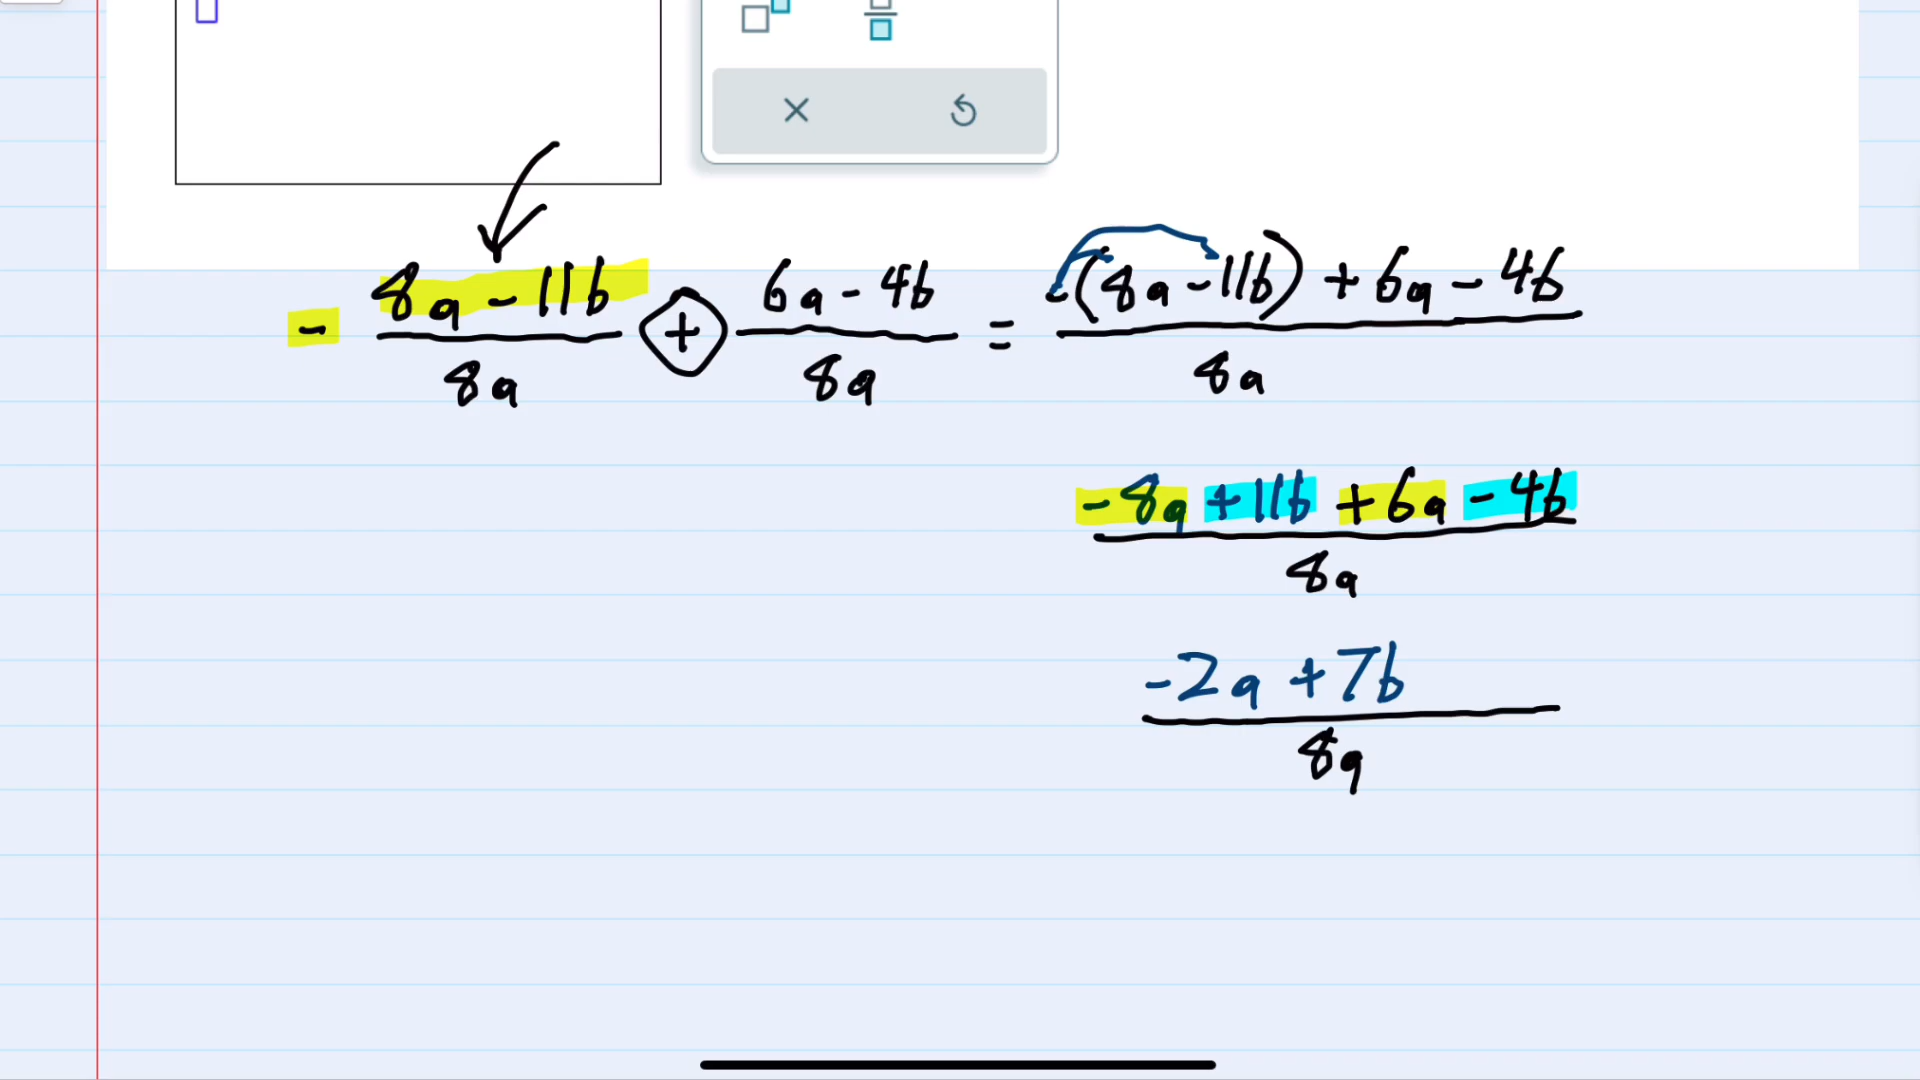 - (8a - 11b)/(8a) + (6a - 4b)/(8a) = (-(8a - 11b) + 6a - 4b)/(8a)
(-8a + 11b + 6a - 4b)/(8a)
(-2a + 7b)/(8a)